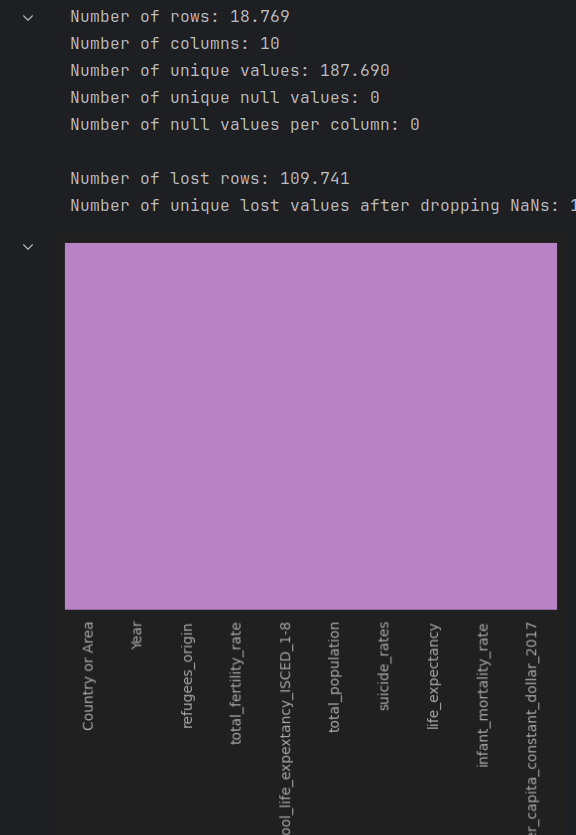 Number of rows: 18.769
Number of columns: 10
Number of unique values: 187.690
Number of unique null values: 0
Number of null values per column: 0
Number of lost rows: 109.741
Number of unique lost values after dropping NaNs: 1
Country or Area
Year
refugees_origin
total_fertility_rate
ool_life_expextancy_ISCED_1-8
total_population
suicide_rates
life_expectancy
infant_mortality_rate
er_capita_constant_dollar_2017